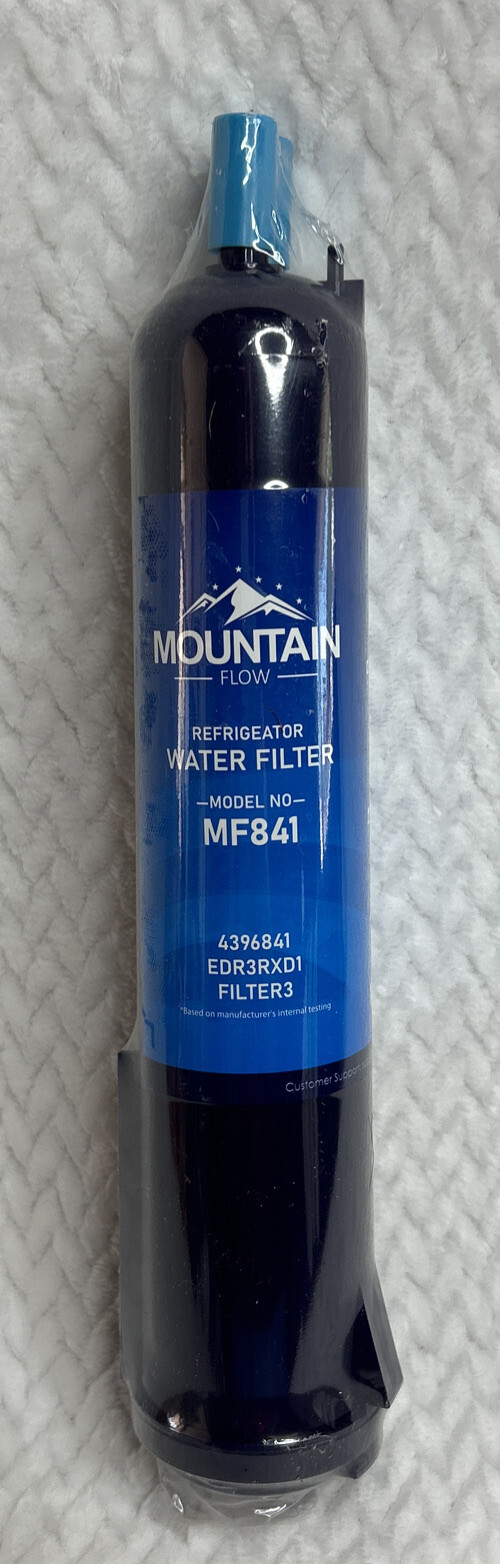 MOUNTAIN
FLOW
REFRIGEATOR
WATER FILTER
—MODEL NO—
MF841
4396841
EDR3RXD1
FILTER3
*Based on manufacturer's internal testing
Customer Support